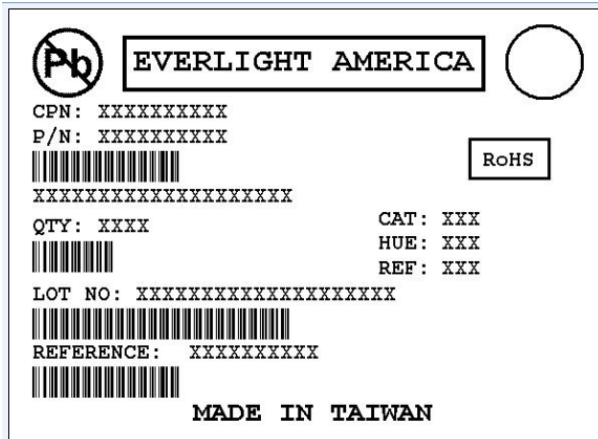 Pb
EVERLIGHT AMERICA
CPN: XXXXXXXXXX
P/N: XXXXXXXXXX
RoHS
XXXXXXXXXXXXXXXXXXXX
QTY: XXXX
CAT: XXX
HUE: XXX
REF: XXX
LOT NO: XXXXXXXXXXXXXXXXXXXX
REFERENCE: XXXXXXXXXX
MADE IN TAIWAN